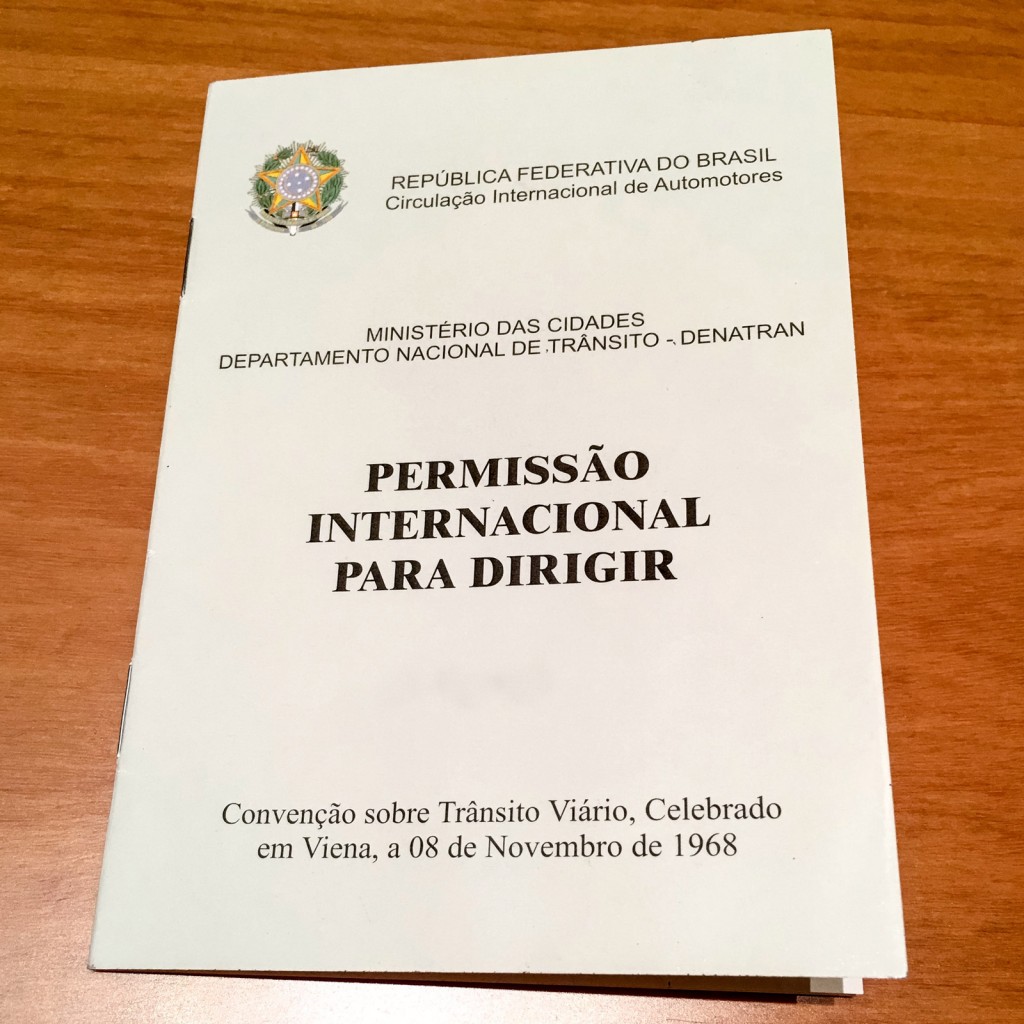 REPÚBLICA FEDERATIVA DO BRASIL
Circulação Internacional de Automotores
MINISTÉRIO DAS CIDADES
DEPARTAMENTO NACIONAL DE TRÂNSITO - DENATRAN
PERMISSÃO
INTERNACIONAL
PARA DIRIGIR
Convenção sobre Trânsito Viário, Celebrado
em Viena, a 08 de Novembro de 1968